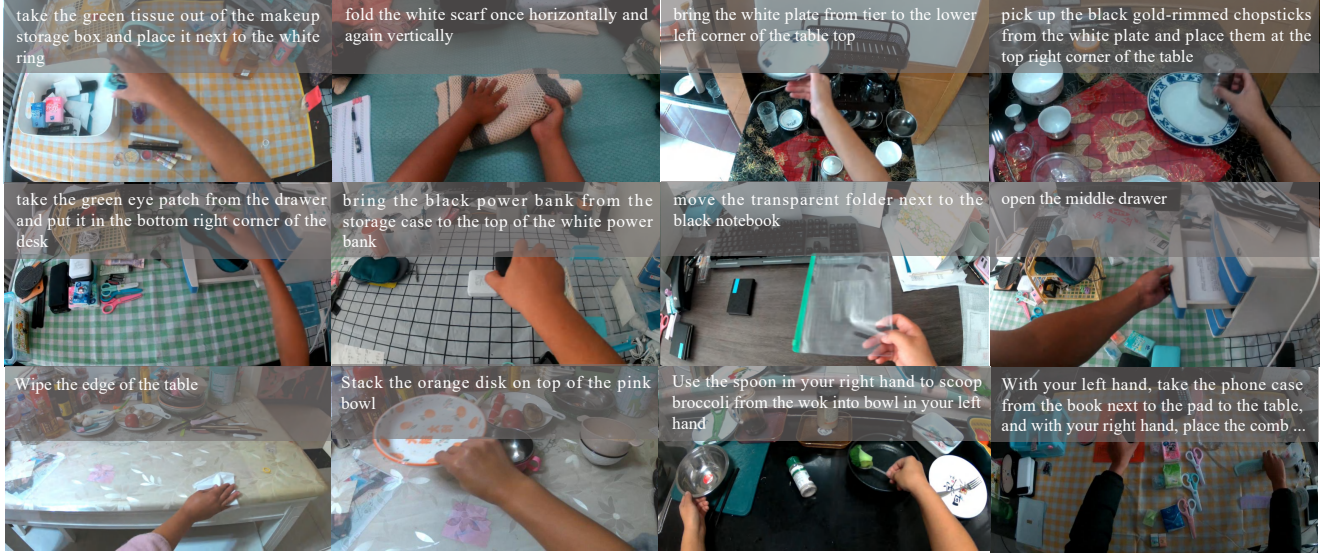 take the green tissue out of the makeup
storage box and place it next to the white
ring
fold the white scarf once horizontally and
again vertically
bring the white plate from tier to the lower
left corner of the table top
pick up the black gold-rimmed chopsticks
from the white plate and place them at the
top right corner of the table
take the green eye patch from the drawer
and put it in the bottom right corner of the
desk
bring the black power bank from the
storage case to the top of the white power
bank
move the transparent folder next to the
black notebook
open the middle drawer
Wipe the edge of the table
Stack the orange disk on top of the pink
bowl
Use the spoon in your right hand to scoop
broccoli from the wok into bowl in your left
hand
With your left hand, take the phone case
from the book next to the pad to the table,
and with your right hand, place the comb ...